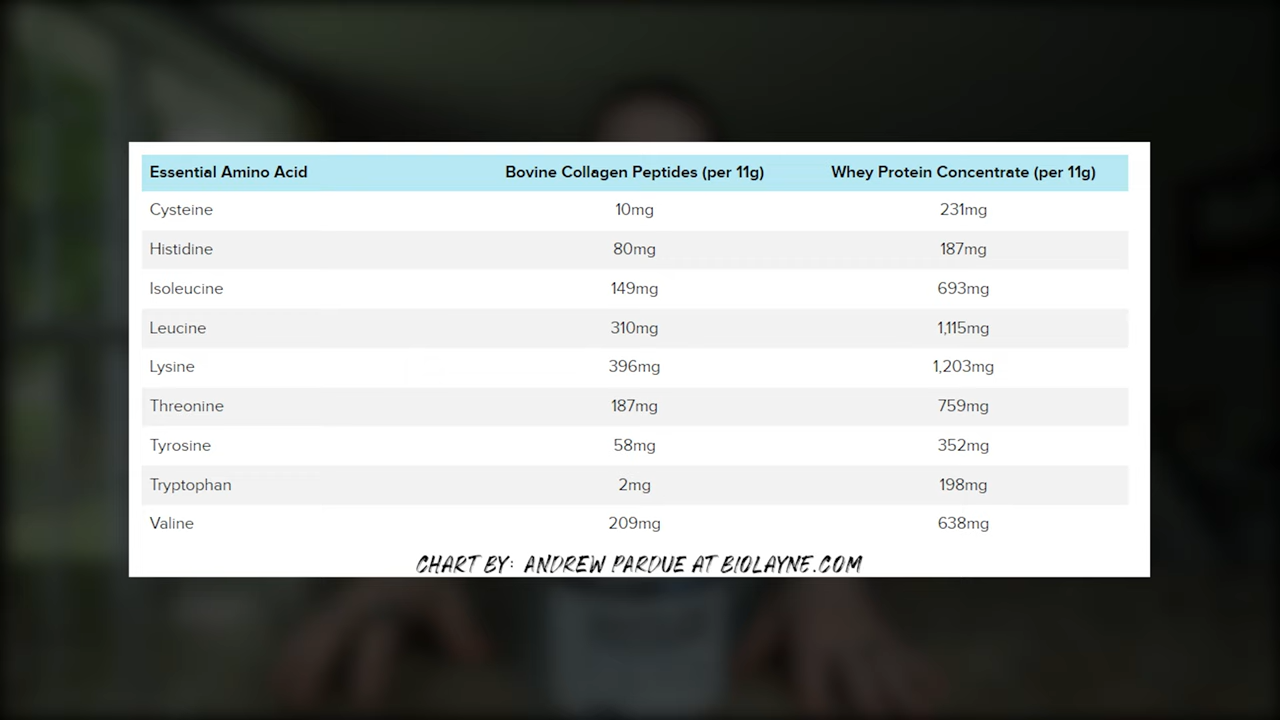 Essential Amino Acid Bovine Collagen Peptides (per 11g) Whey Protein Concentrate (per 11g)
Cysteine 10mg 231mg
Histidine 80mg 187mg
Isoleucine 149mg 693mg
Leucine 310mg 1,115mg
Lysine 396mg 1,203mg
Threonine 187mg 759mg
Tyrosine 58mg 352mg
Tryptophan 2mg 198mg
Valine 209mg 638mg
CHART BY: ANDREW PARDUE AT BIOLAYNE.COM